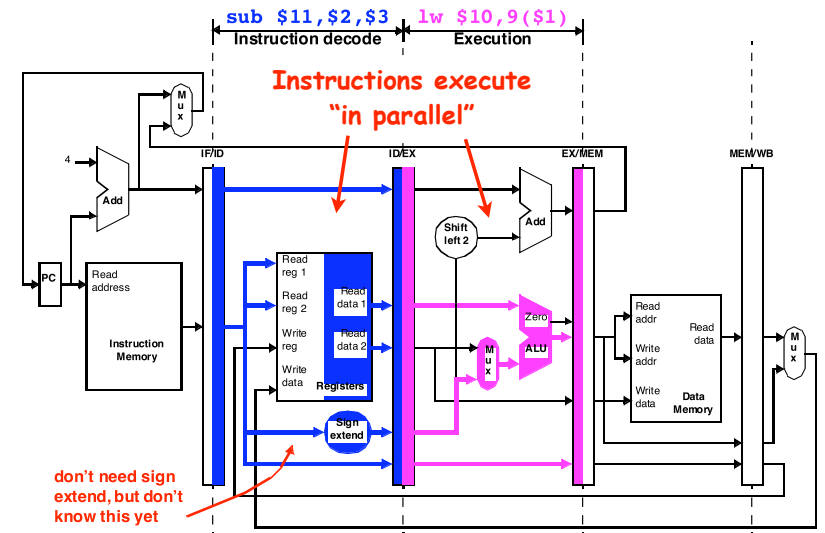 sub $11,$2,$3
lw $10,9($1)
Instruction decode
Execution
Instructions execute
“in parallel”
M
u
x
IF/ID
ID/EX
EX/MEM
MEM/WB
4
Add
Add
Shift
left 2
PC
Read
address
Instruction
Memory
Read
reg 1
Read
reg 2
Write
reg
Write
data
Read
data 1
Read
data 2
Registers
Sign
extend
M
u
x
Zero
ALU
Read
addr
Write
addr
Write
data
Read
data
Data
Memory
M
u
x
don’t need sign
extend, but don’t
know this yet